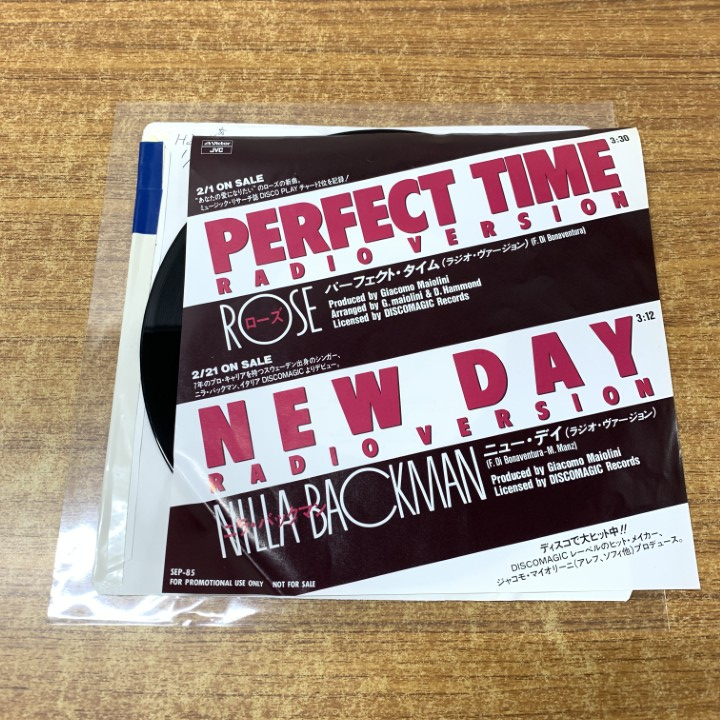 Victor
JVC
2/1 ON SALE
"あなたの愛になりたい"のローズの新曲。
ミュージック・リサーチ誌 DISCO PLAY チャート1位を記録!
3:30
PERFECT TIME
RADIO VERSION
パーフェクト・タイム(ラジオ・ヴァージョン) (F. Di Bonaventura)
ROSE
ローズ
Produced by Giacomo Maiolini
Arranged by G. maiolini & D. Hammond
Licensed by DISCOMAGIC Records
2/21 ON SALE
7年のプロ・キャリアを持つスウェーデン出身のシンガー、
ニラ・バックマン、イタリアDISCOMAGICよりデビュー。
3:12
NEW DAY
RADIO VERSION
ニュー・デイ(ラジオ・ヴァージョン)
(F. Di Bonaventura–M. Manz)
NILLA BACKMAN
ニラ・バックマン
Produced by Giacomo Maiolini
Licensed by DISCOMAGIC Records
ディスコで大ヒット中!!
DISCOMAGIC レーベルのヒット・メイカー、
ジャコモ・マイオリーニ(アレフ、ソフィ他)プロデュース。
SEP-85
FOR PROMOTIONAL USE ONLY NOT FOR SALE